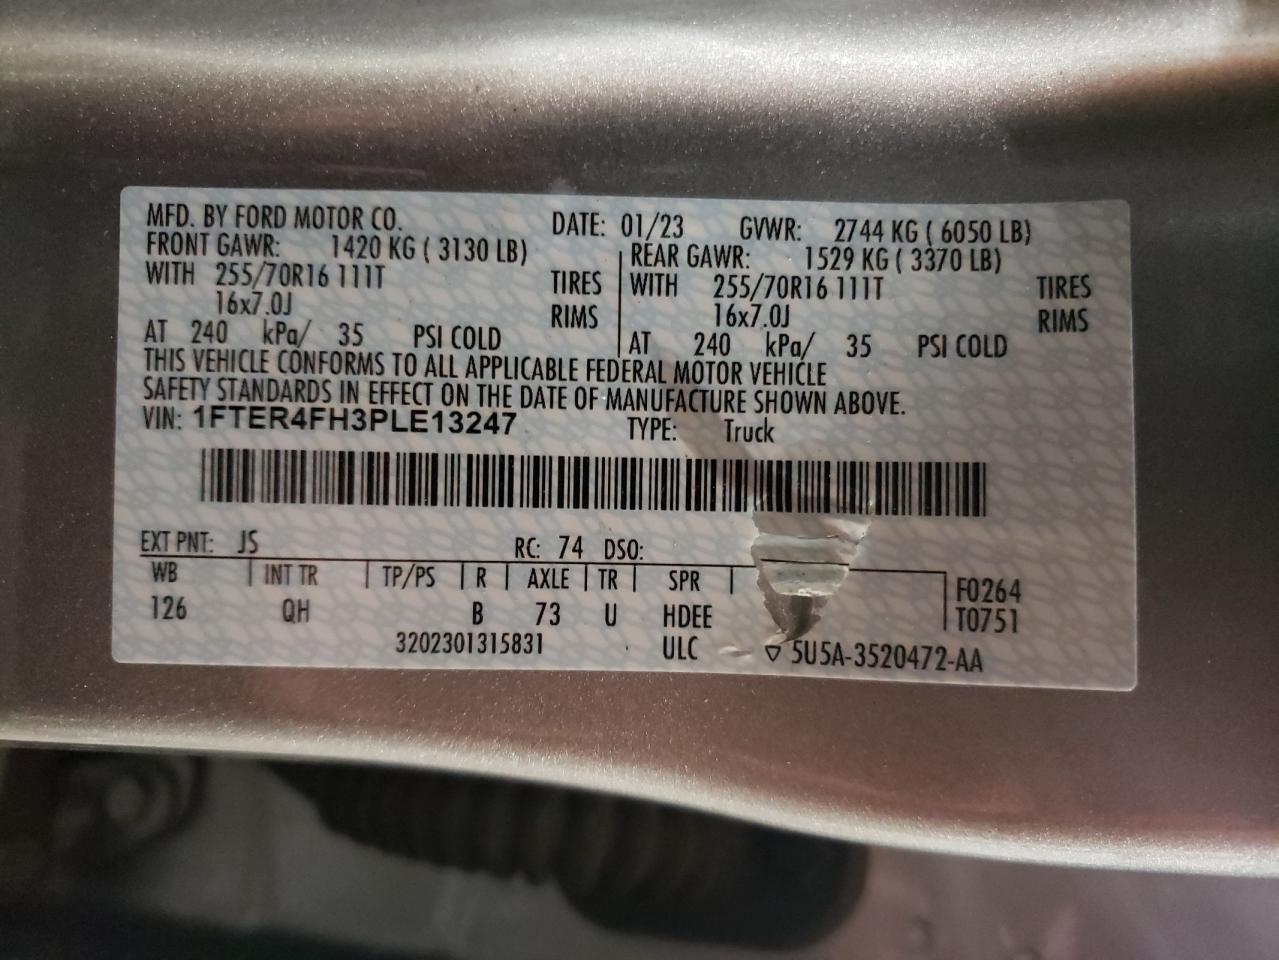 MFD. BY FORD MOTOR CO. DATE: 01/23 GVWR: 2744 KG ( 6050 LB)
FRONT GAWR: 1420 KG ( 3130 LB) REAR GAWR: 1529 KG ( 3370 LB)
WITH 255/70R16 111T TIRES WITH 255/70R16 111T TIRES
16x7.0J RIMS 16x7.0J RIMS
AT 240 kPa/ 35 PSI COLD AT 240 kPa/ 35 PSI COLD
THIS VEHICLE CONFORMS TO ALL APPLICABLE FEDERAL MOTOR VEHICLE
SAFETY STANDARDS IN EFFECT ON THE DATE OF MANUFACTURE SHOWN ABOVE.
VIN: 1FTER4FH3PLE13247 TYPE: Truck
EXT PNT: JS RC: 74 DSO:
WB INT TR TP/PS R AXLE TR SPR F0264
126 QH B 73 U HDEE T0751
3202301315831 ULC ▽ 5U5A-3520472-AA